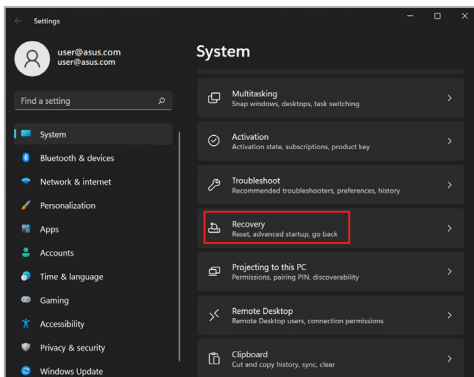 Settings
user@asus.com
user@asus.com
Find a setting
System
Bluetooth & devices
Network & internet
Personalization
Apps
Accounts
Time & language
Gaming
Accessibility
Privacy & security
Windows Update
System
Multitasking
Snap windows, desktops, task switching
Activation
Activation state, subscriptions, product key
Troubleshoot
Recommended troubleshooters, preferences, history
Recovery
Reset, advanced startup, go back
Projecting to this PC
Permissions, pairing PIN, discoverability
Remote Desktop
Remote Desktop users, connection permissions
Clipboard
Cut and copy history, sync, clear